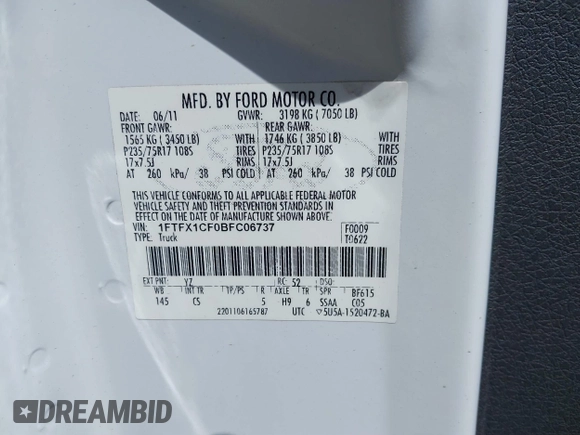 MFD. BY FORD MOTOR CO.
DATE: 06/11 GVWR: 3198 KG ( 7050 LB)
FRONT GAWR: REAR GAWR:
1565 KG ( 3450 LB) WITH 1746 KG ( 3850 LB) WITH
P235/75R17 108S TIRES P235/75R17 108S TIRES
17x7.5J RIMS 17x7.5J RIMS
AT 260 kPa/ 38 PSI COLD AT 260 kPa/ 38 PSI COLD
THIS VEHICLE CONFORMS TO ALL APPLICABLE FEDERAL MOTOR
VEHICLE SAFETY AND THEFT PREVENTION STANDARDS IN
EFFECT ON THE DATE OF MANUFACTURE SHOWN ABOVE.
VIN: 1FTFX1CF0BFC06737 F0009
TYPE: Truck T0622
EXT PNT: YZ RC: 52 DSO:
WB INT TR TP/PS R AXLE TR SPR BF615
145 CS 5 H9 6 SSAA C05
2201106165787 UTC ▽5U5A-1520472-BA
DREAMBID